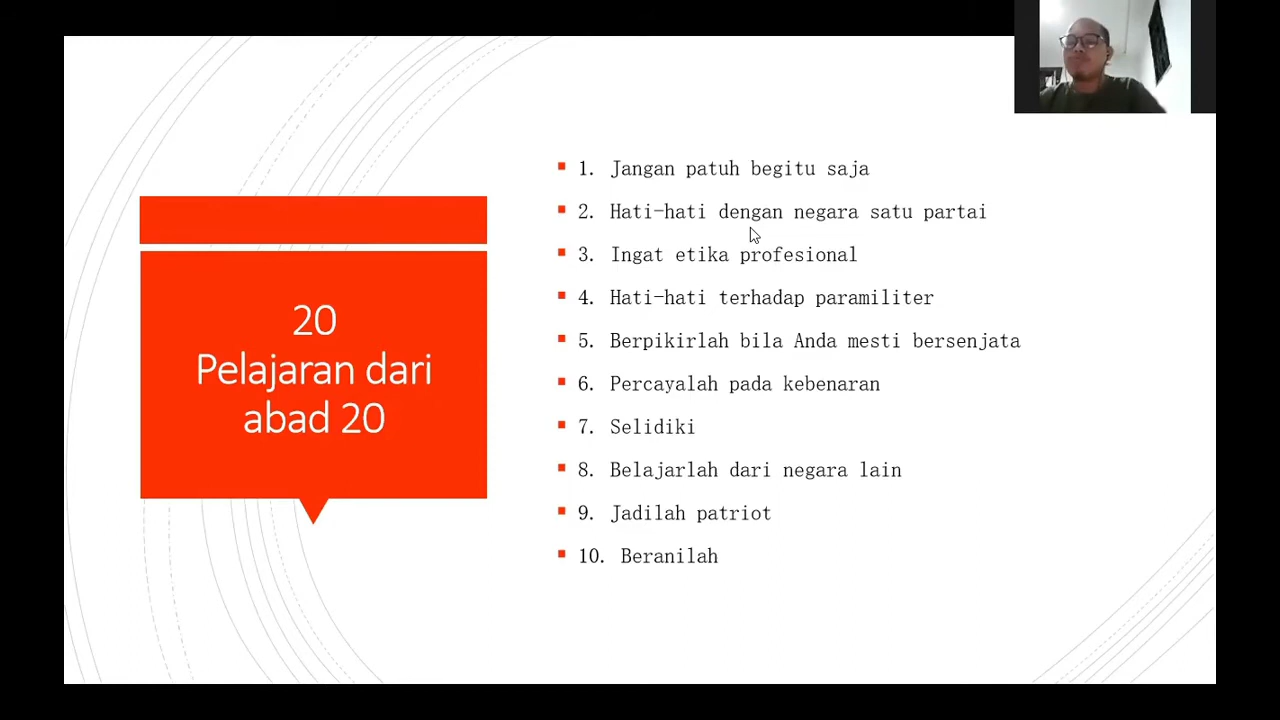 20
Pelajaran dari
abad 20
1. Jangan patuh begitu saja
2. Hati-hati dengan negara satu partai
3. Ingat etika profesional
4. Hati-hati terhadap paramiliter
5. Berpikirlah bila Anda mesti bersenjata
6. Percayalah pada kebenaran
7. Selidiki
8. Belajarlah dari negara lain
9. Jadilah patriot
10. Beranilah